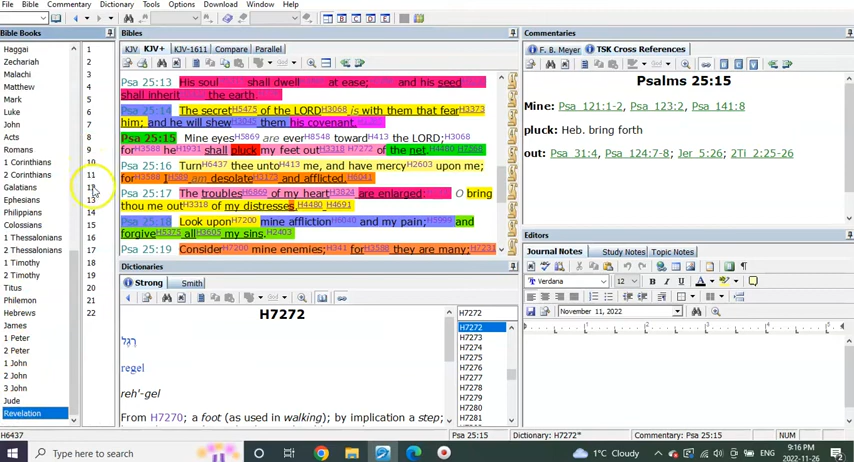 File View Bible Commentary Dictionary Tools Options Download Window Help
Bible Books
Haggai
Zechariah
Malachi
Matthew
Mark
Luke
John
Acts
Romans
1 Corinthians
2 Corinthians
Galatians
Ephesians
Philippians
Colossians
1 Thessalonians
2 Thessalonians
1 Timothy
2 Timothy
Titus
Philemon
Hebrews
James
1 Peter
2 Peter
1 John
2 John
3 John
Jude
Revelation
1
2
3
4
5
6
7
8
9
10
11
12
13
14
15
16
17
18
19
20
21
22
Bibles
KJV KJV+ KJV-1611 Compare Parallel
Psa 25:13 His soul shall dwell at ease; and his seed
shall inherit the earth.
Psa 25:14 The secret H5475 of the LORD H3068 is with them that fear H3373
him; and he will shew H3045 them his covenant.
Psa 25:15 Mine eyes H5869 are ever H8548 toward H413 the LORD; H3068
for H3588 he H1931 shall pluck my feet out H3318 H7272 of the net. H4480 H7568
Psa 25:16 Turn H6437 thee unto H413 me, and have mercy H2603 upon me;
for H3588 I H589 am desolate H3173 and afflicted. H6041
Psa 25:17 The troubles H6869 of my heart H3824 are enlarged: O bring
thou me out H3318 of my distresses. H4480 H4691
Psa 25:18 Look upon H7200 mine affliction H6040 and my pain; H5999 and
forgive H5375 all H3605 my sins. H2403
Psa 25:19 Consider H7200 mine enemies; H341 for H3588 they are many; H7231
Dictionaries
Strong Smith
H7272
רֶגֶל
regel
reh'-gel
From H7270; a foot (as used in walking); by implication a step;
H7272
H7272
H7273
H7274
H7275
H7276
H7277
H7278
H7279
H7280
H7281
Commentaries
F. B. Meyer TSK Cross References
Psalms 25:15
Mine: Psa 121:1-2, Psa 123:2, Psa 141:8
pluck: Heb. bring forth
out: Psa 31:4, Psa 124:7-8, Jer 5:26, 2Ti 2:25-26
Editors
Journal Notes Study Notes Topic Notes
Verdana 12 B I U A
November 11, 2022
H6437 Psa 25:15 Dictionary: H7272* Commentary: Psa 25:15 NUM
Type here to search
1°C Cloudy ENG 9:16 PM 2022-11-26